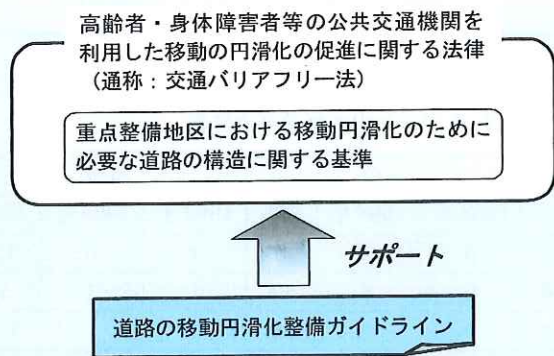 高齢者・身体障害者等の公共交通機関を
利用した移動の円滑化の促進に関する法律
（通称：交通バリアフリー法）
重点整備地区における移動円滑化のために
必要な道路の構造に関する基準
サポート
道路の移動円滑化整備ガイドライン